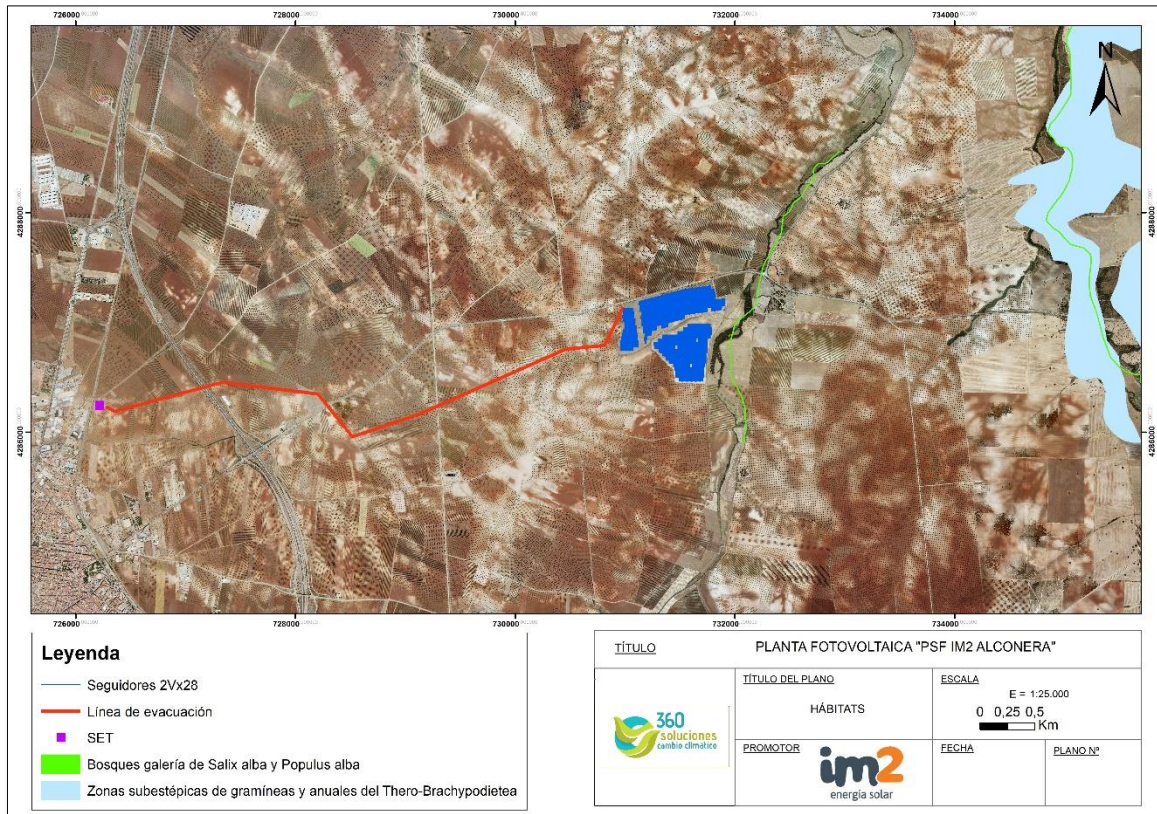 726000 728000 730000 732000 734000
N
4288000 4288000
4286000 4286000
726000 728000 730000 732000 734000
Leyenda
Seguidores 2Vx28
Línea de evacuación
SET
Bosques galería de Salix alba y Populus alba
Zonas subestépicas de gramíneas y anuales del Thero-Brachypodietea
TÍTULO
PLANTA FOTOVOLTAICA "PSF IM2 ALCONERA"
360
soluciones
cambio climático
TÍTULO DEL PLANO
HÁBITATS
ESCALA
E = 1:25.000
0 0,25 0,5
Km
PROMOTOR
im2
energía solar
FECHA
PLANO Nº